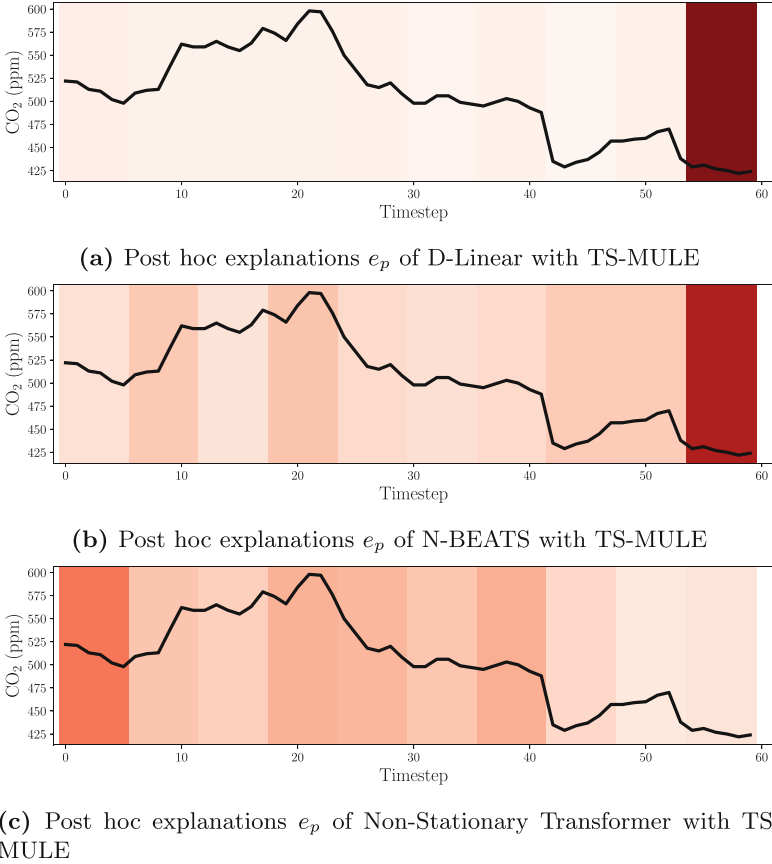 600
575
550
525
500
475
450
425
CO₂ (ppm)
0 10 20 30 40 50 60
Timestep
(a) Post hoc explanations eₚ of D-Linear with TS-MULE
600
575
550
525
500
475
450
425
CO₂ (ppm)
0 10 20 30 40 50 60
Timestep
(b) Post hoc explanations eₚ of N-BEATS with TS-MULE
600
575
550
525
500
475
450
425
CO₂ (ppm)
0 10 20 30 40 50 60
Timestep
(c) Post hoc explanations eₚ of Non-Stationary Transformer with TS
MULE